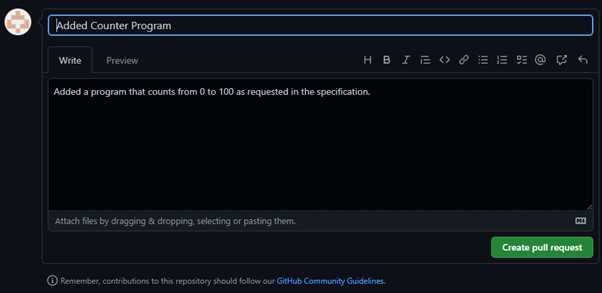 Added Counter Program
Write Preview
Added a program that counts from 0 to 100 as requested in the specification.
Attach files by dragging & dropping, selecting or pasting them.
Create pull request
Remember, contributions to this repository should follow our GitHub Community Guidelines.